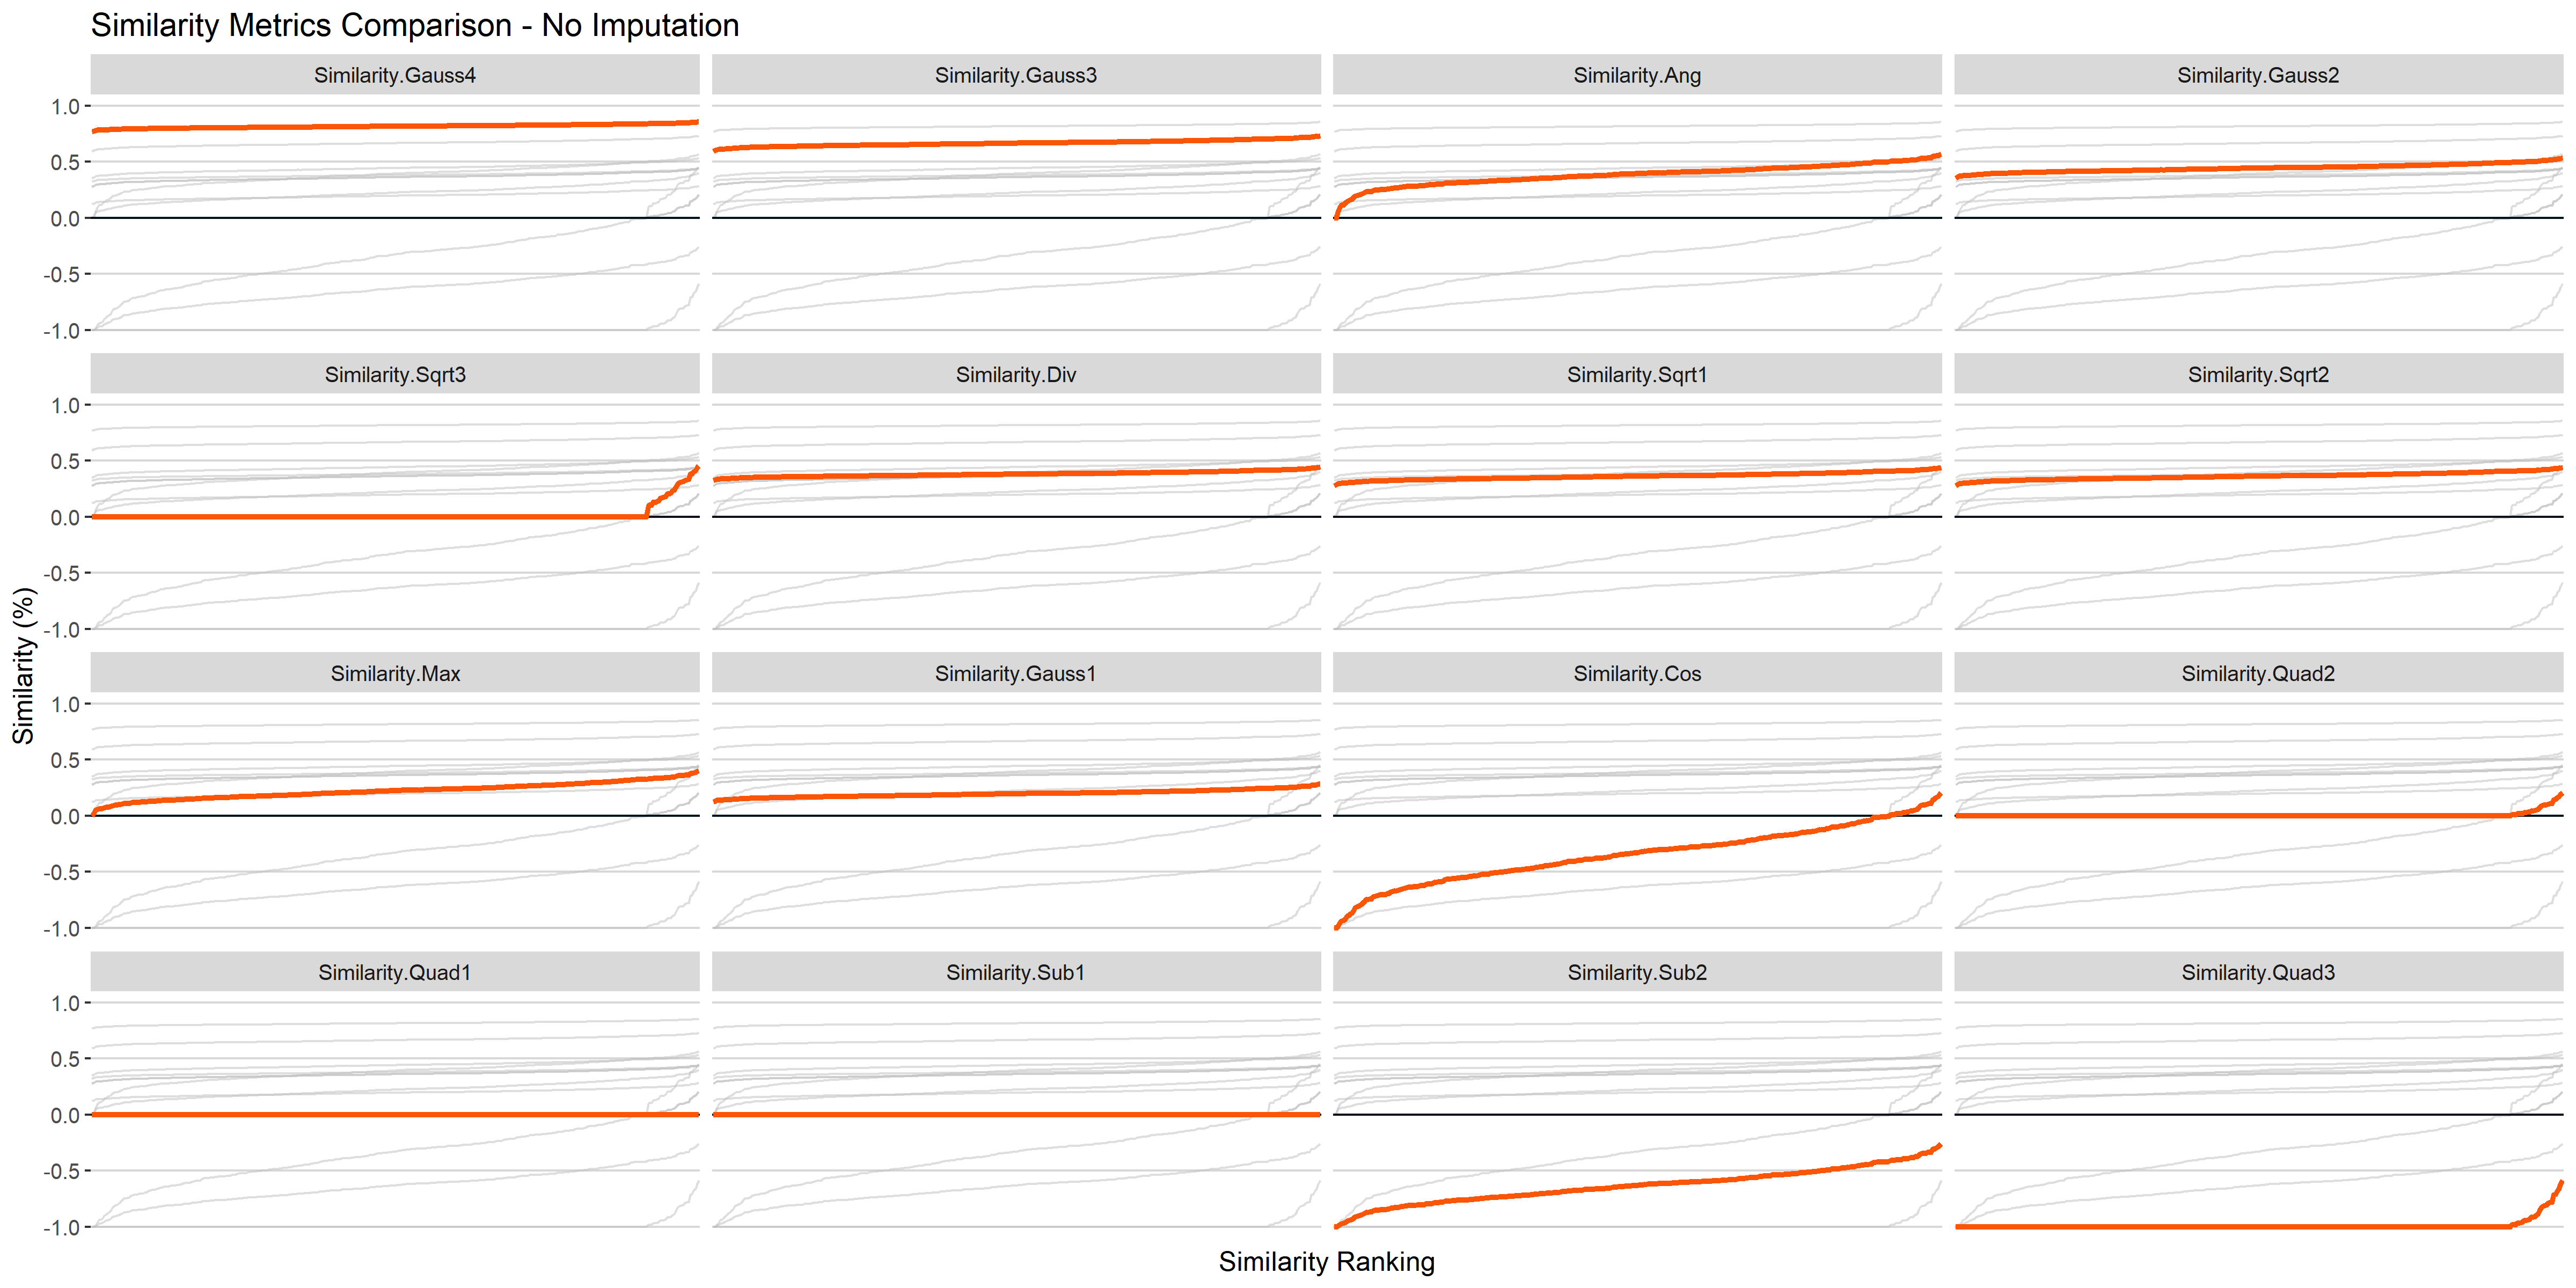 Similarity Metrics Comparison - No Imputation
Similarity.Gauss4
Similarity.Gauss3
Similarity.Ang
Similarity.Gauss2
1.0
0.5
0.0
-0.5
-1.0
Similarity.Sqrt3
Similarity.Div
Similarity.Sqrt1
Similarity.Sqrt2
1.0
0.5
0.0
-0.5
-1.0
Similarity.Max
Similarity.Gauss1
Similarity.Cos
Similarity.Quad2
1.0
0.5
0.0
-0.5
-1.0
Similarity.Quad1
Similarity.Sub1
Similarity.Sub2
Similarity.Quad3
1.0
0.5
0.0
-0.5
-1.0
Similarity (%)
Similarity Ranking